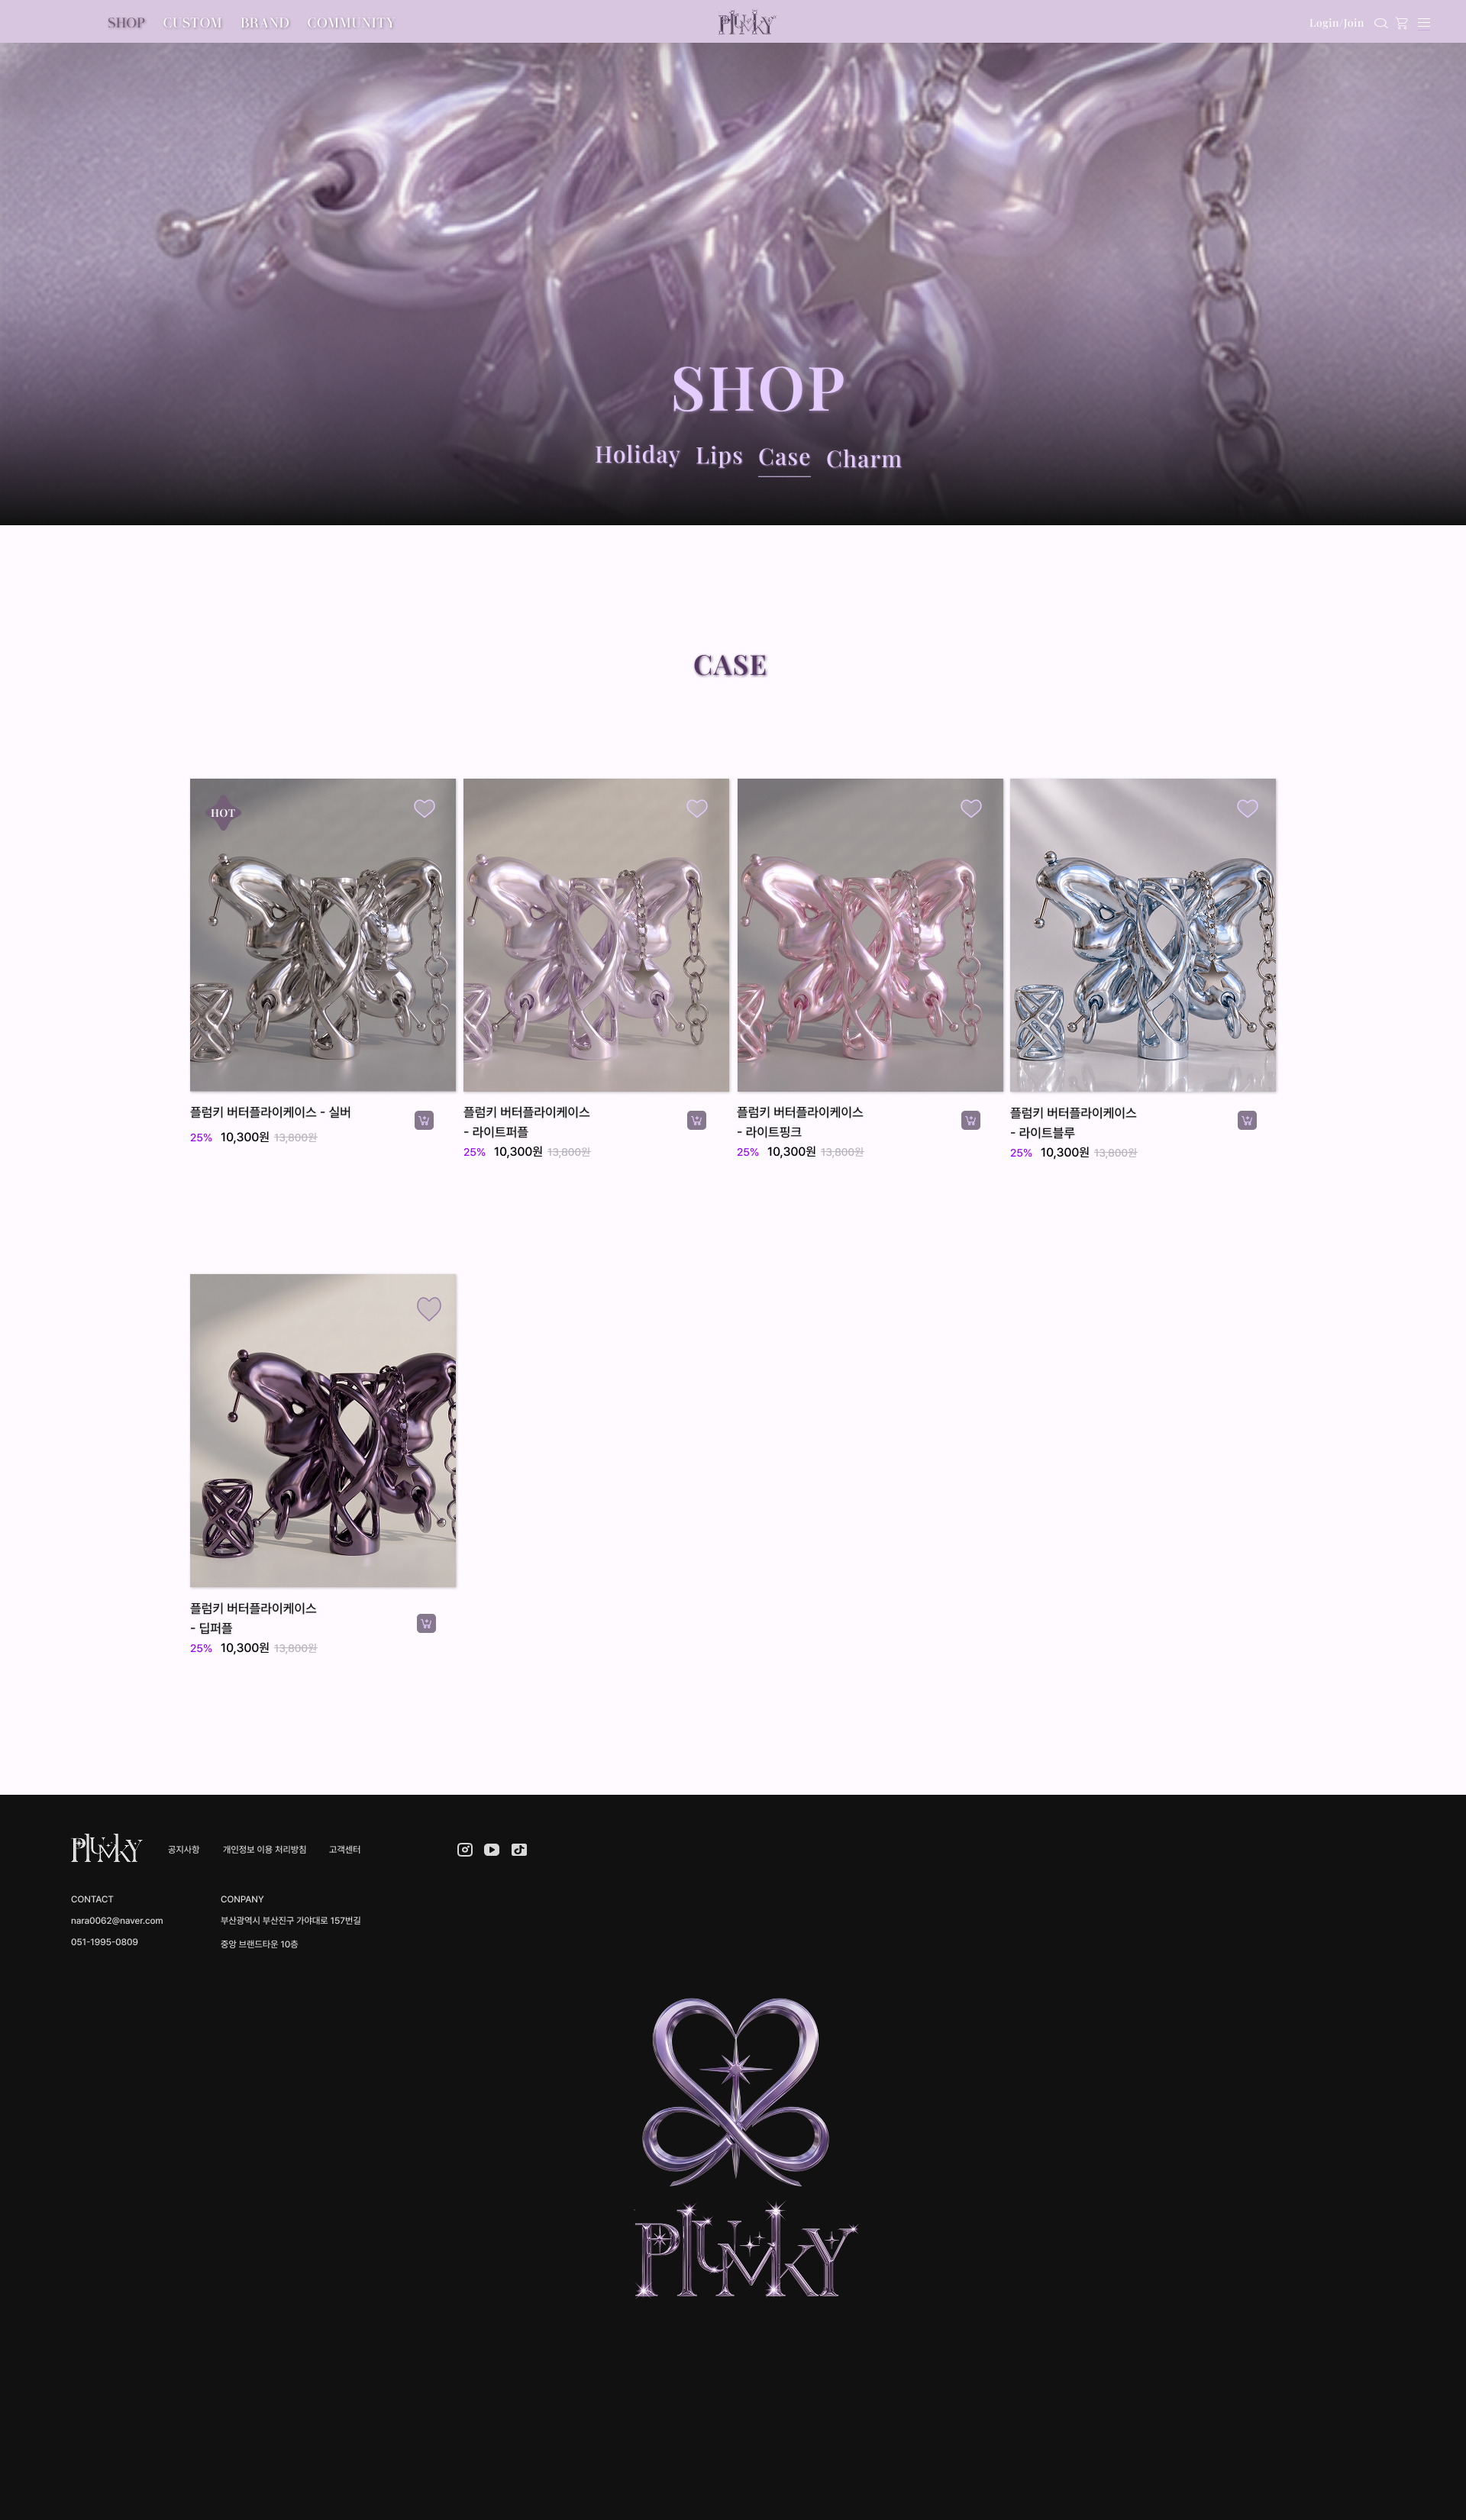 SHOP CUSTOM BRAND COMMUNITY PlUMKY Login/Join
SHOP
Holiday Lips Case Charm
CASE
HOT
플럼키 버터플라이케이스 - 실버
25% 10,300원 13,800원
플럼키 버터플라이케이스
- 라이트퍼플
25% 10,300원 13,800원
플럼키 버터플라이케이스
- 라이트핑크
25% 10,300원 13,800원
플럼키 버터플라이케이스
- 라이트블루
25% 10,300원 13,800원
플럼키 버터플라이케이스
- 딥퍼플
25% 10,300원 13,800원
PlUMKY 공지사항 개인정보 이용 처리방침 고객센터
CONTACT
nara0062@naver.com
051-1995-0809
CONPANY
부산광역시 부산진구 가야대로 157번길
중앙 브랜드타운 10층
PlUMKY